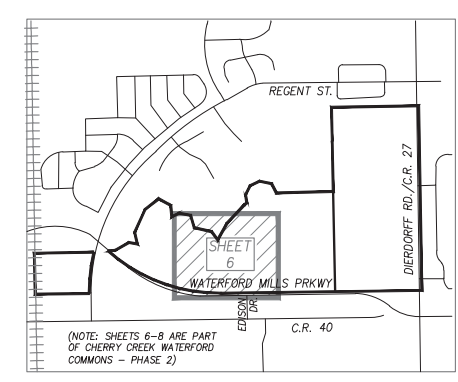 REGENT ST.
DIERDORFF RD./C.R. 27
SHEET
6
WATERFORD MILLS PRKWY
EDISON
DR.
C.R. 40
(NOTE: SHEETS 6-8 ARE PART
OF CHERRY CREEK WATERFORD
COMMONS - PHASE 2)